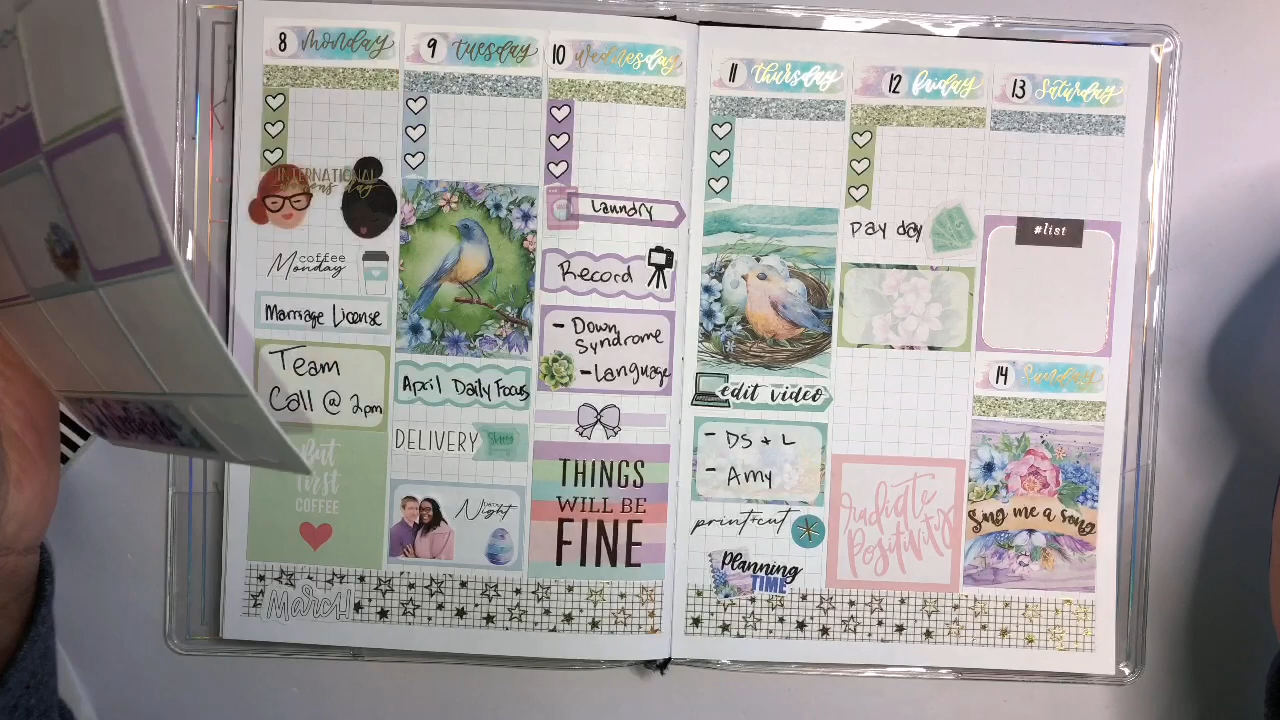 8 monday
INTERNATIONAL
women's day
coffee
Monday
Marriage License
Team
Call @ 2pm
But
first
COFFEE
March!
9 tuesday
April Daily Focus
DELIVERY
Night
10 wednesday
Laundry
Record
- Down
Syndrome
- Language
THINGS
WILL BE
FINE
11 thursday
edit video
- DS + L
- Amy
print+cut
Planning
TIME
12 friday
pay day
radiate
Positivity
13 Saturday
#list
14 Sunday
Sing me a song